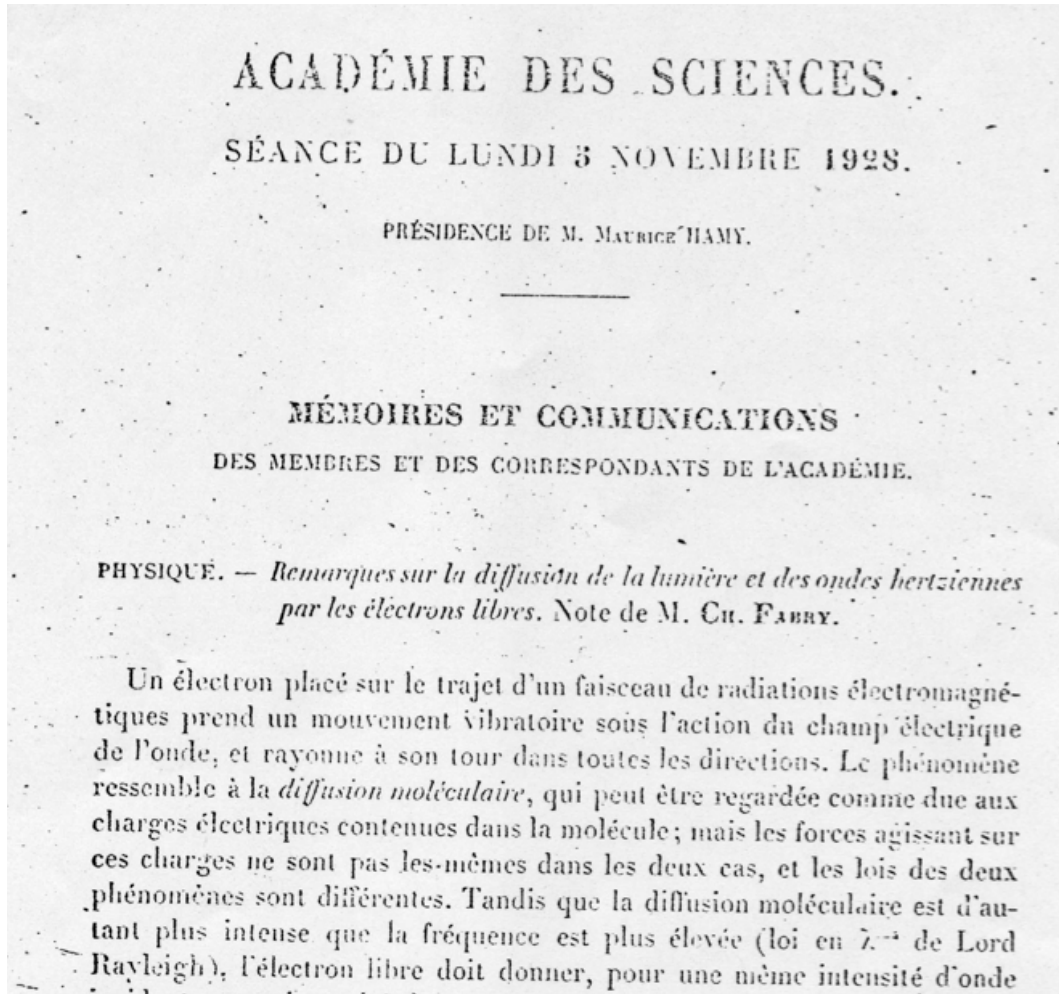 ACADÉMIE DES SCIENCES.
SÉANCE DU LUNDI 5 NOVEMBRE 1928.
PRÉSIDENCE DE M. MAURICE HAMY.
MÉMOIRES ET COMMUNICATIONS
DES MEMBRES ET DES CORRESPONDANTS DE L'ACADÉMIE.
PHYSIQUE. — Remarques sur la diffusion de la lumière et des ondes hertziennes
par les électrons libres. Note de M. CH. FABRY.
Un électron placé sur le trajet d'un faisceau de radiations électromagné-
tiques prend un mouvement vibratoire sous l'action du champ électrique
de l'onde, et rayonne à son tour dans toutes les directions. Le phénomène
ressemble à la diffusion moléculaire, qui peut être regardée comme due aux
charges électriques contenues dans la molécule; mais les forces agissant sur
ces charges ne sont pas les mêmes dans les deux cas, et les lois des deux
phénomènes sont différentes. Tandis que la diffusion moléculaire est d'au-
tant plus intense que la fréquence est plus élevée (loi en λ⁻⁴ de Lord
Rayleigh), l'électron libre doit donner, pour une même intensité d'onde